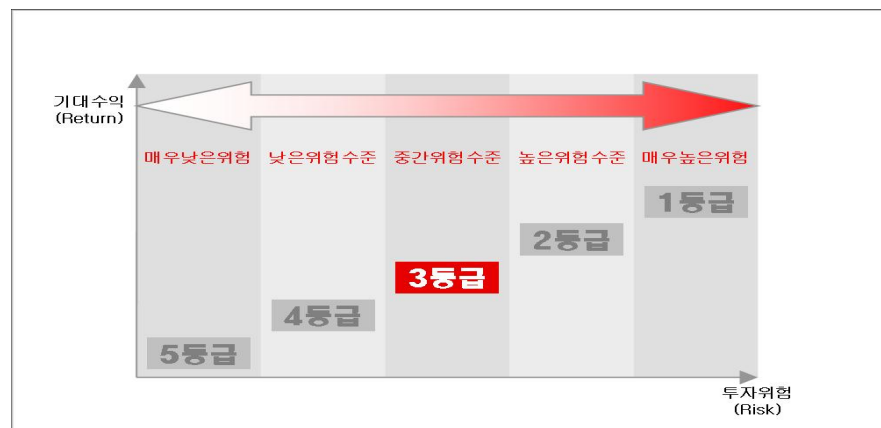 기대수익
(Return)
매우낮은위험 낮은위험수준 중간위험수준 높은위험수준 매우높은위험
1등급
2등급
3등급
4등급
5등급
투자위험
(Risk)